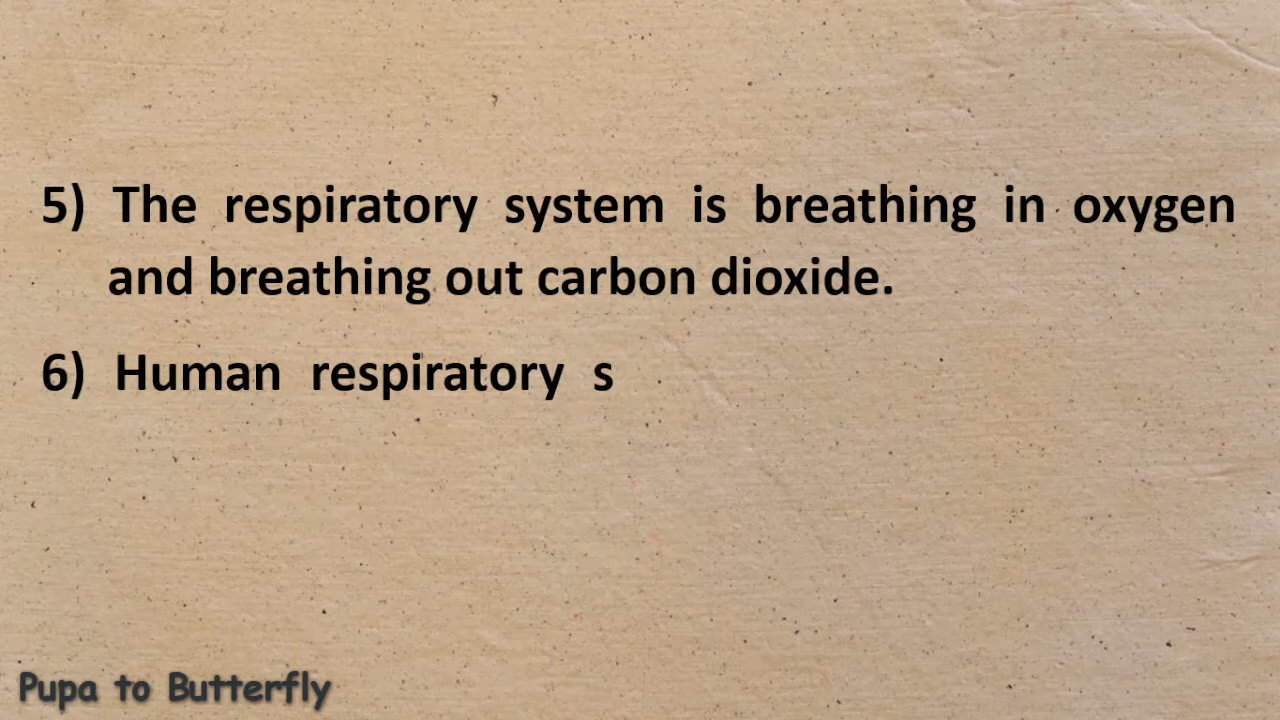 5) The respiratory system is breathing in oxygen
and breathing out carbon dioxide.
6) Human respiratory s
Pupa to Butterfly